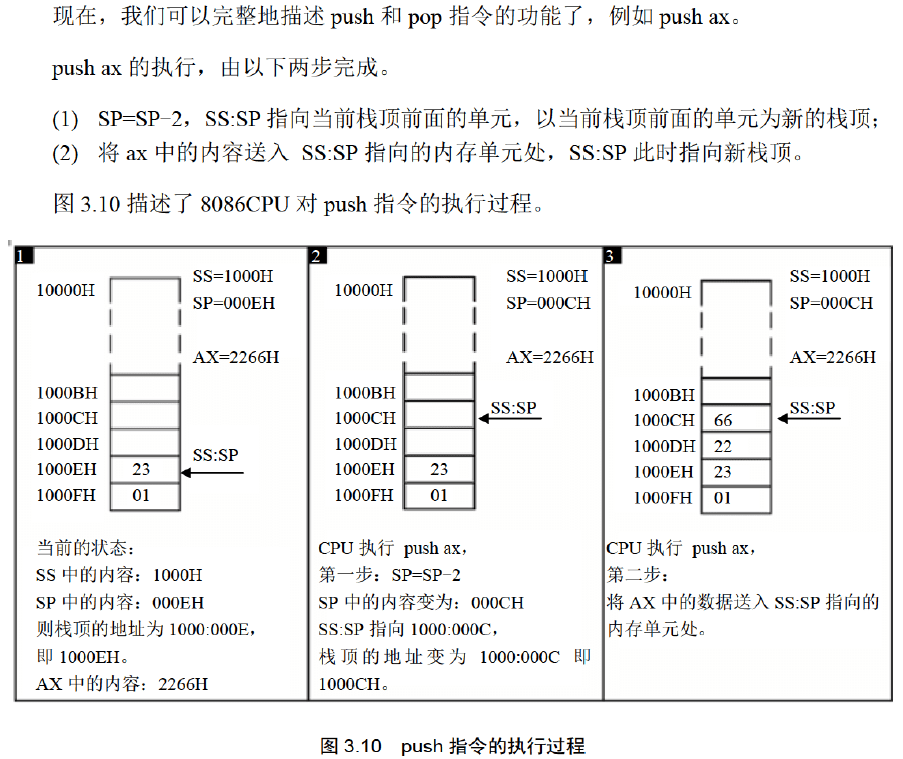 现在，我们可以完整地描述 push 和 pop 指令的功能了，例如 push ax。
push ax 的执行，由以下两步完成。
(1) SP=SP−2，SS:SP 指向当前栈顶前面的单元，以当前栈顶前面的单元为新的栈顶；
(2) 将 ax 中的内容送入 SS:SP 指向的内存单元处，SS:SP 此时指向新栈顶。
图 3.10 描述了 8086CPU 对 push 指令的执行过程。
1
10000H
SS=1000H
SP=000EH
AX=2266H
1000BH
1000CH
1000DH
SS:SP
1000EH 23
1000FH 01
当前的状态：
SS 中的内容：1000H
SP 中的内容：000EH
则栈顶的地址为 1000:000E，
即 1000EH。
AX 中的内容：2266H
2
10000H
SS=1000H
SP=000CH
AX=2266H
1000BH
SS:SP
1000CH
1000DH
1000EH 23
1000FH 01
CPU 执行 push ax，
第一步：SP=SP−2
SP 中的内容变为：000CH
SS:SP 指向 1000:000C，
栈顶的地址变为 1000:000C 即
1000CH。
3
10000H
SS=1000H
SP=000CH
AX=2266H
1000BH
SS:SP
1000CH 66
1000DH 22
1000EH 23
1000FH 01
CPU 执行 push ax，
第二步：
将 AX 中的数据送入 SS:SP 指向的
内存单元处。
图 3.10 push 指令的执行过程